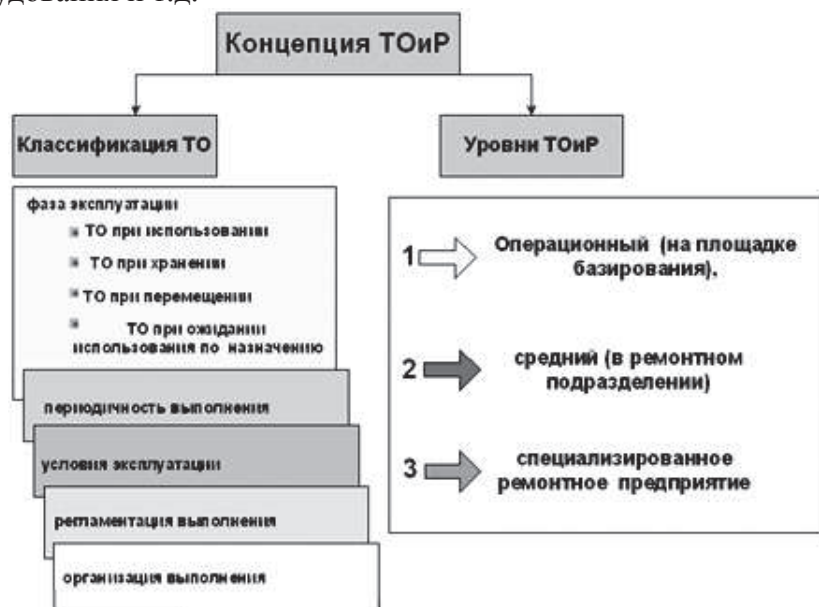 Концепция ТОиР
Классификация ТО
фаза эксплуатации
ТО при использовании
ТО при хранении
ТО при перемещении
ТО при ожидании
использования по назначению
периодичность выполнения
условия эксплуатации
регламентация выполнения
организация выполнения
Уровни ТОиР
1
Операционный (на площадке
базирования),
2
средний (в ремонтном
подразделении)
3
специализированное
ремонтное предприятие